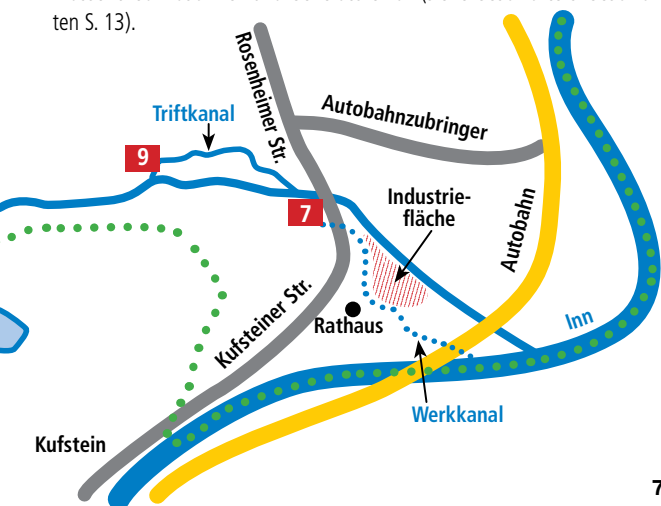 ten S. 13).
Rosenheimer Str.
Autobahnzubringer
Triftkanal
9
7
Industrie-
fläche
Autobahn
Kufsteiner Str.
Rathaus
Inn
Werkkanal
Kufstein
7